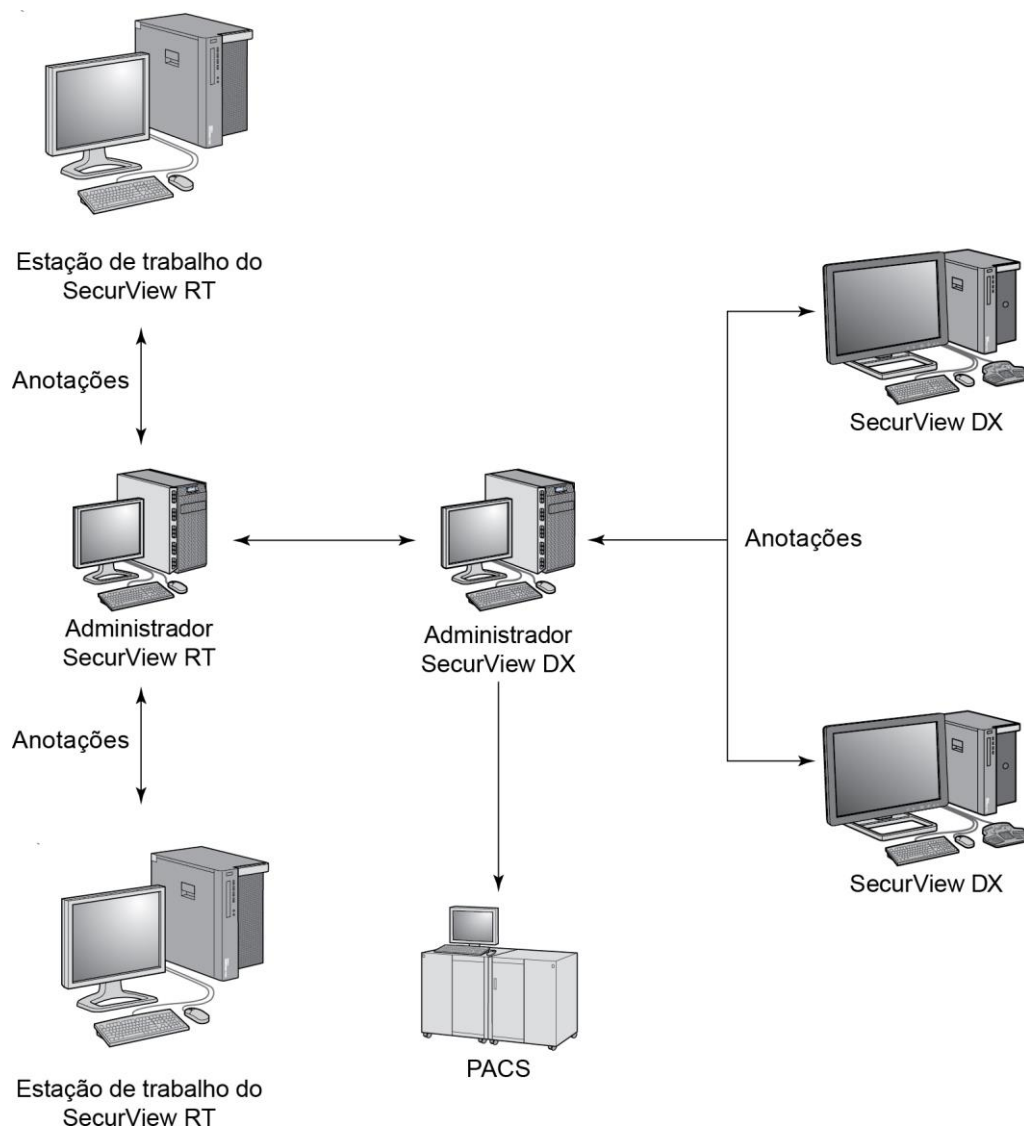 Estação de trabalho do
SecurView RT
Anotações
SecurView DX
Anotações
Administrador
SecurView RT
Administrador
SecurView DX
Anotações
SecurView DX
PACS
Estação de trabalho do
SecurView RT